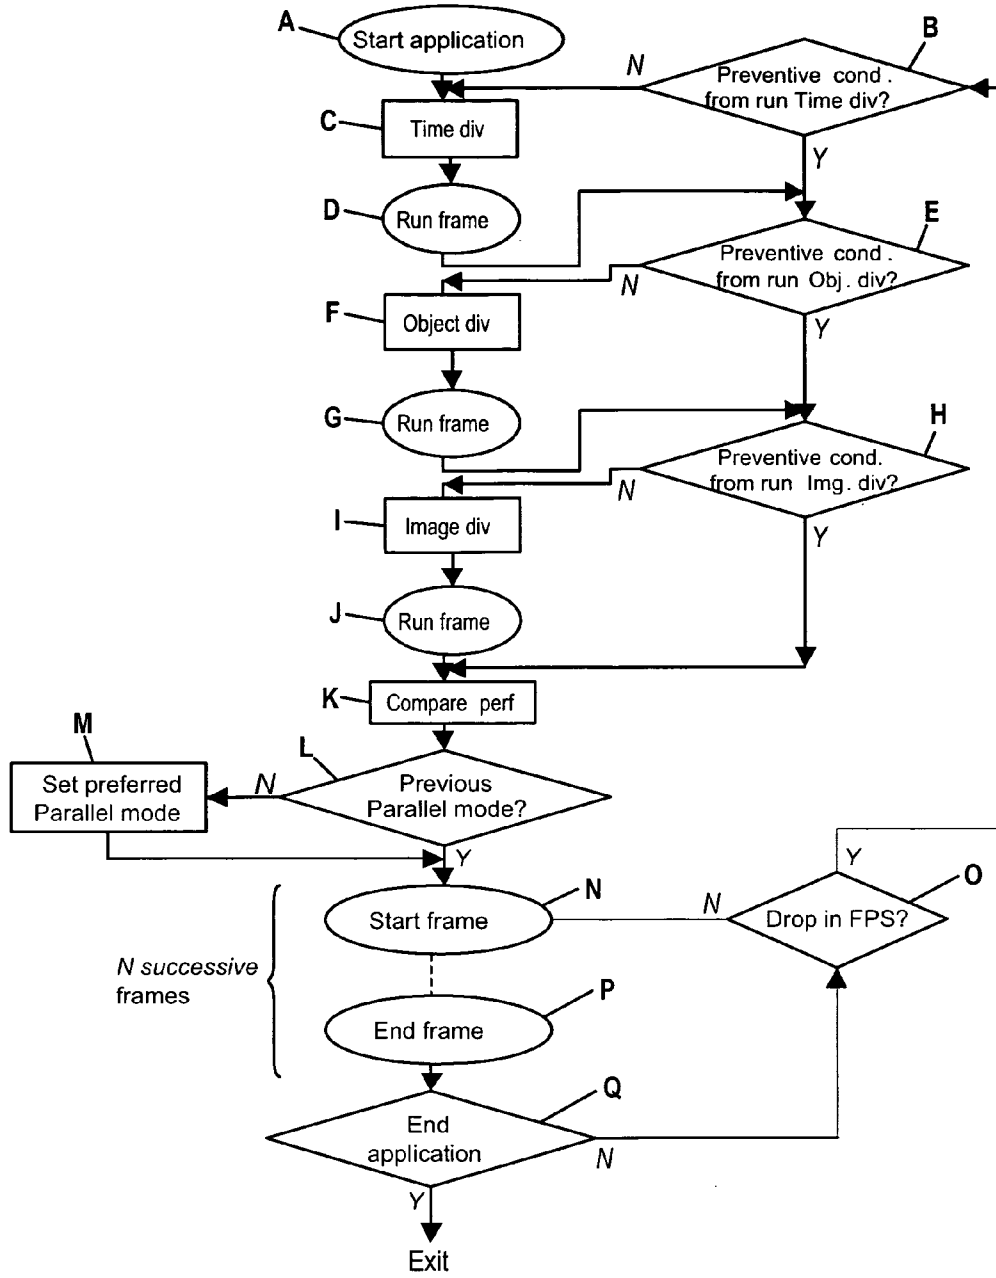 A
Start application
B
N
Preventive cond.
from run Time div?
C
Time div
Y
D
Run frame
E
Preventive cond.
from run Obj. div?
N
F
Object div
Y
G
Run frame
H
Preventive cond.
from run Img. div?
N
I
Image div
Y
J
Run frame
K
Compare perf
M
L
Set preferred
Parallel mode
N
Previous
Parallel mode?
Y
N
Start frame
N
Y
O
Drop in FPS?
N successive
frames
P
End frame
Q
End
application
N
Y
Exit